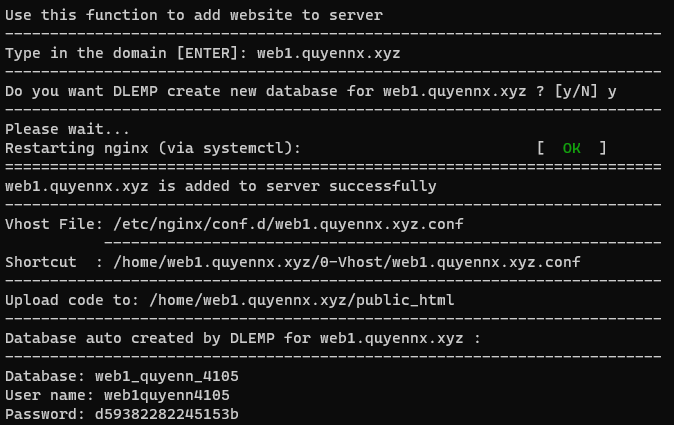 Use this function to add website to server
-------------------------------------------------------------------------
Type in the domain [ENTER]: web1.quyennx.xyz
-------------------------------------------------------------------------
Do you want DLEMP create new database for web1.quyennx.xyz ? [y/N] y
-------------------------------------------------------------------------
Please wait...
Restarting nginx (via systemctl):                          [  OK  ]
=========================================================================
web1.quyennx.xyz is added to server successfully
-------------------------------------------------------------------------
Vhost File: /etc/nginx/conf.d/web1.quyennx.xyz.conf
           --------------------------------------------------------------
Shortcut  : /home/web1.quyennx.xyz/0-Vhost/web1.quyennx.xyz.conf
-------------------------------------------------------------------------
Upload code to: /home/web1.quyennx.xyz/public_html
-------------------------------------------------------------------------
Database auto created by DLEMP for web1.quyennx.xyz :
-------------------------------------------------------------------------
Database: web1_quyenn_4105
User name: web1quyenn4105
Password: d59382282245153b